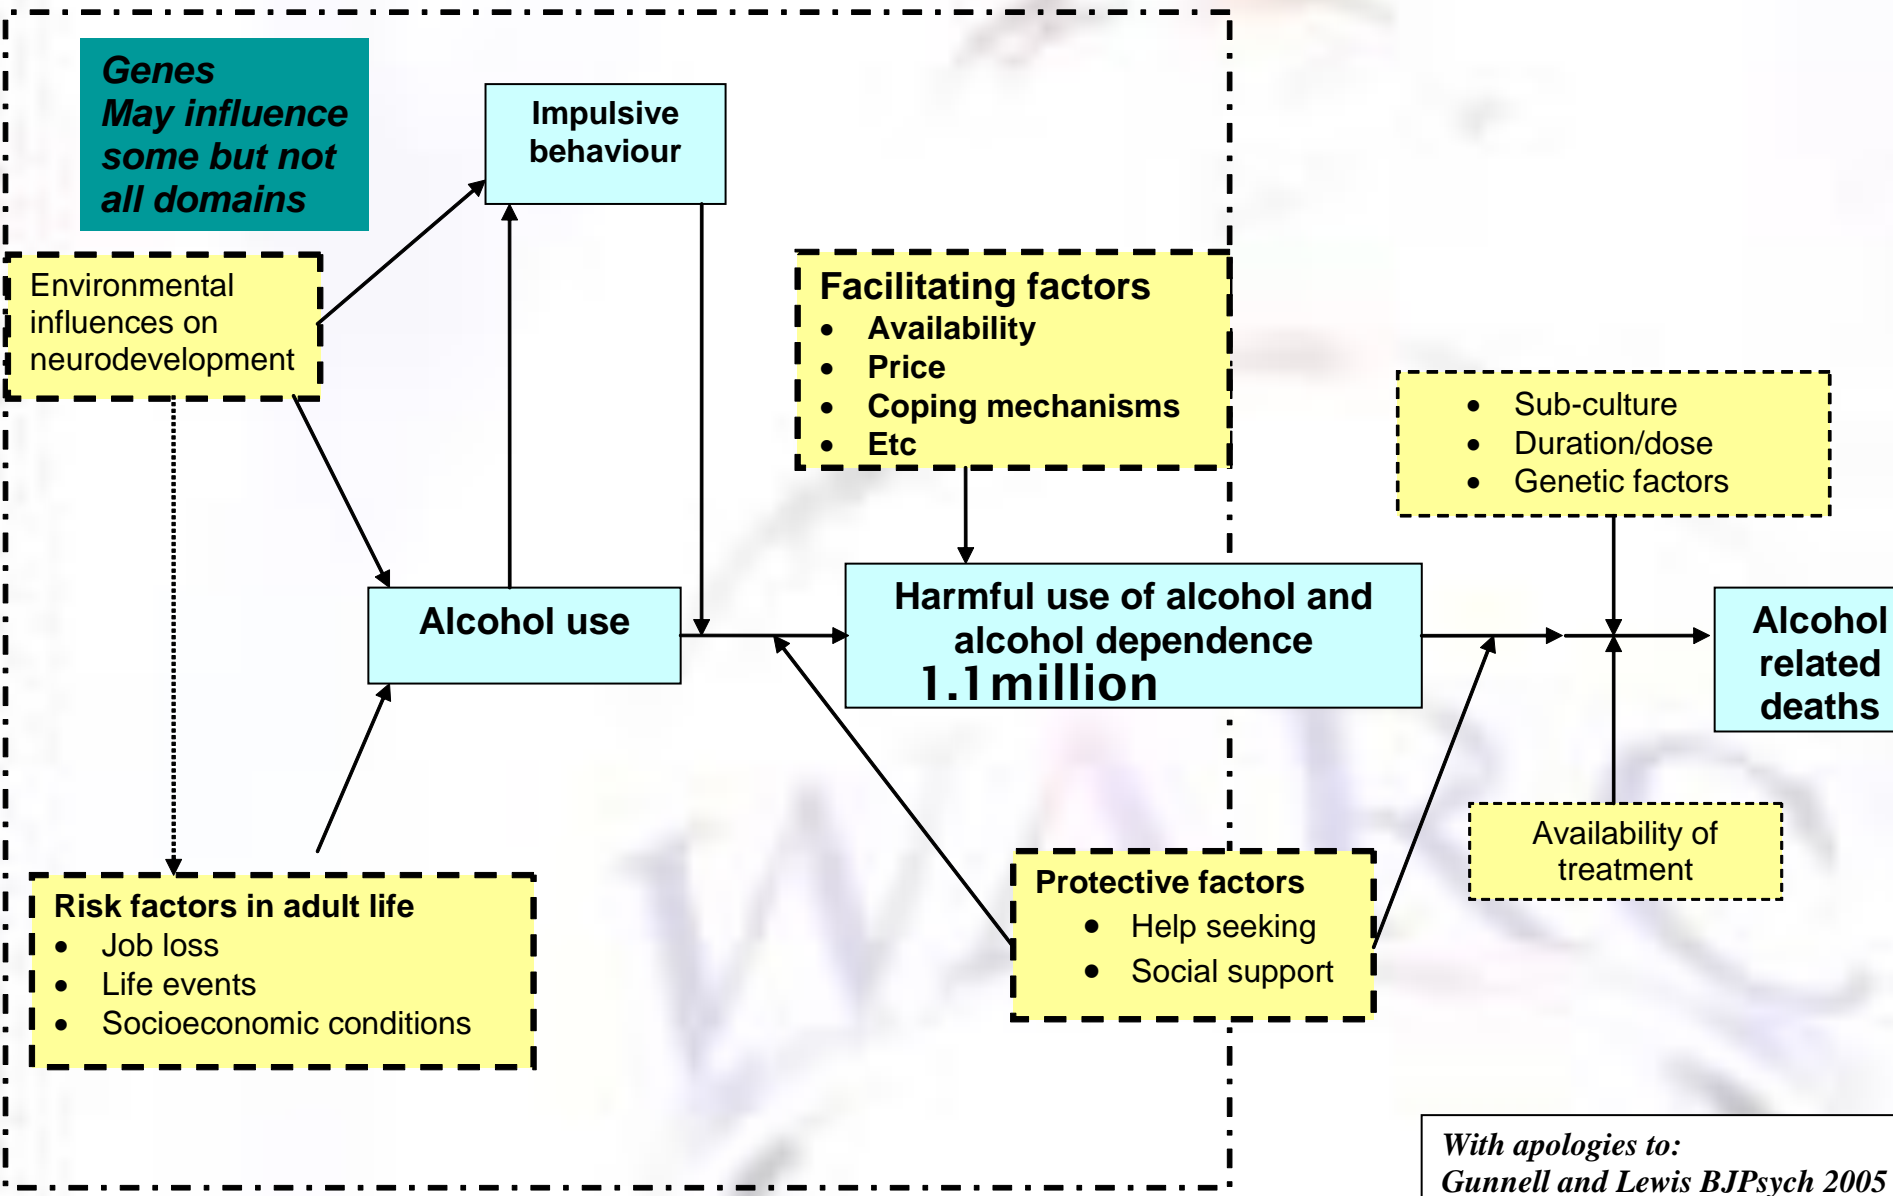 Genes
May influence
some but not
all domains
Impulsive
behaviour
Environmental
influences on
neurodevelopment
Facilitating factors
• Availability
• Price
• Coping mechanisms
• Etc
• Sub-culture
• Duration/dose
• Genetic factors
Alcohol use
Harmful use of alcohol and
alcohol dependence
1.1million
Alcohol
related
deaths
Availability of
treatment
Protective factors
• Help seeking
• Social support
Risk factors in adult life
• Job loss
• Life events
• Socioeconomic conditions
With apologies to:
Gunnell and Lewis BJPsych 2005
WARC